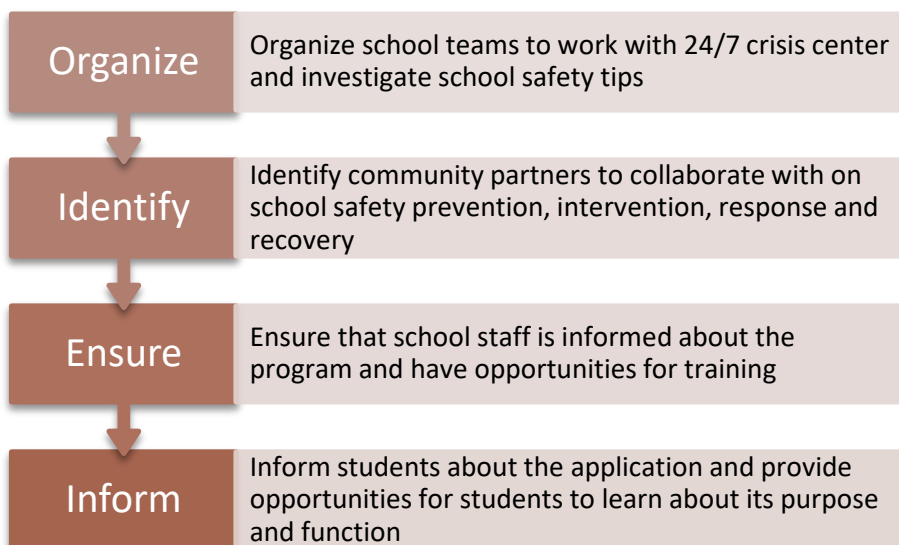 Organize
Organize school teams to work with 24/7 crisis center
and investigate school safety tips
Identify
Identify community partners to collaborate with on
school safety prevention, intervention, response and
recovery
Ensure
Ensure that school staff is informed about the
program and have opportunities for training
Inform
Inform students about the application and provide
opportunities for students to learn about its purpose
and function